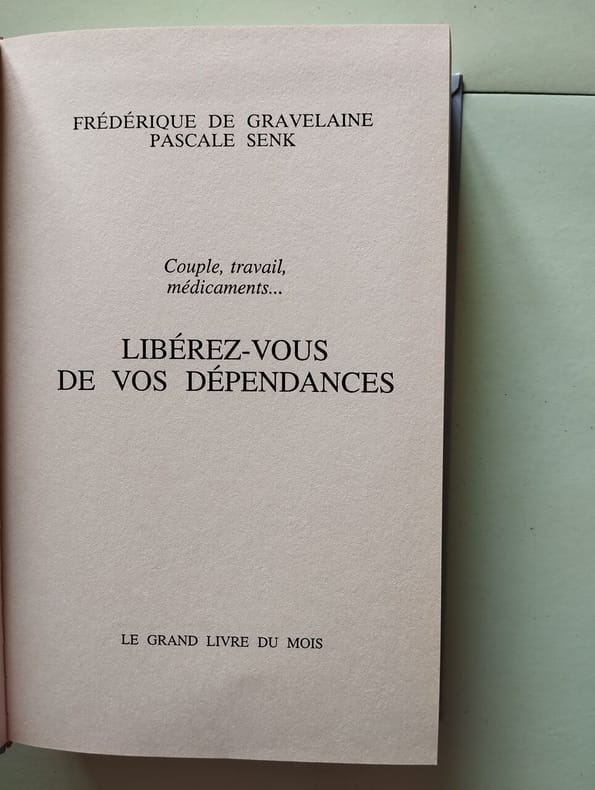 FRÉDÉRIQUE DE GRAVELAINE
PASCALE SENK
Couple, travail,
médicaments...
LIBÉREZ-VOUS
DE VOS DÉPENDANCES
LE GRAND LIVRE DU MOIS